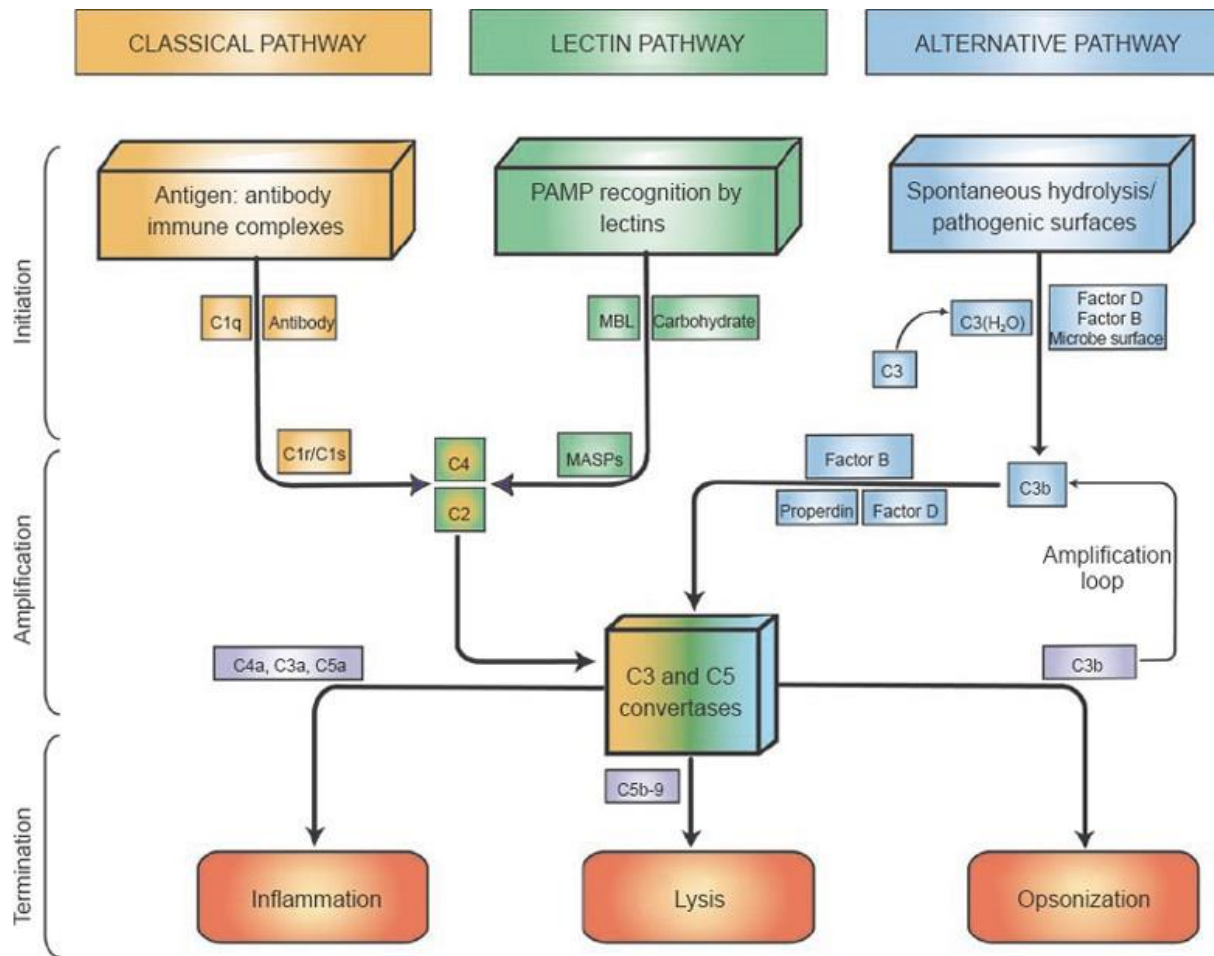 CLASSICAL PATHWAY
LECTIN PATHWAY
ALTERNATIVE PATHWAY
Initiation
Antigen: antibody
immune complexes
PAMP recognition by
lectins
Spontaneous hydrolysis/
pathogenic surfaces
C1q
Antibody
MBL
Carbohydrate
C3
C3(H₂O)
Factor D
Factor B
Microbe surface
Amplification
C1r/C1s
C4
C2
MASPs
Factor B
Properdin
Factor D
C3b
Amplification
loop
C4a, C3a, C5a
C3 and C5
convertases
C3b
Termination
C5b-9
Inflammation
Lysis
Opsonization